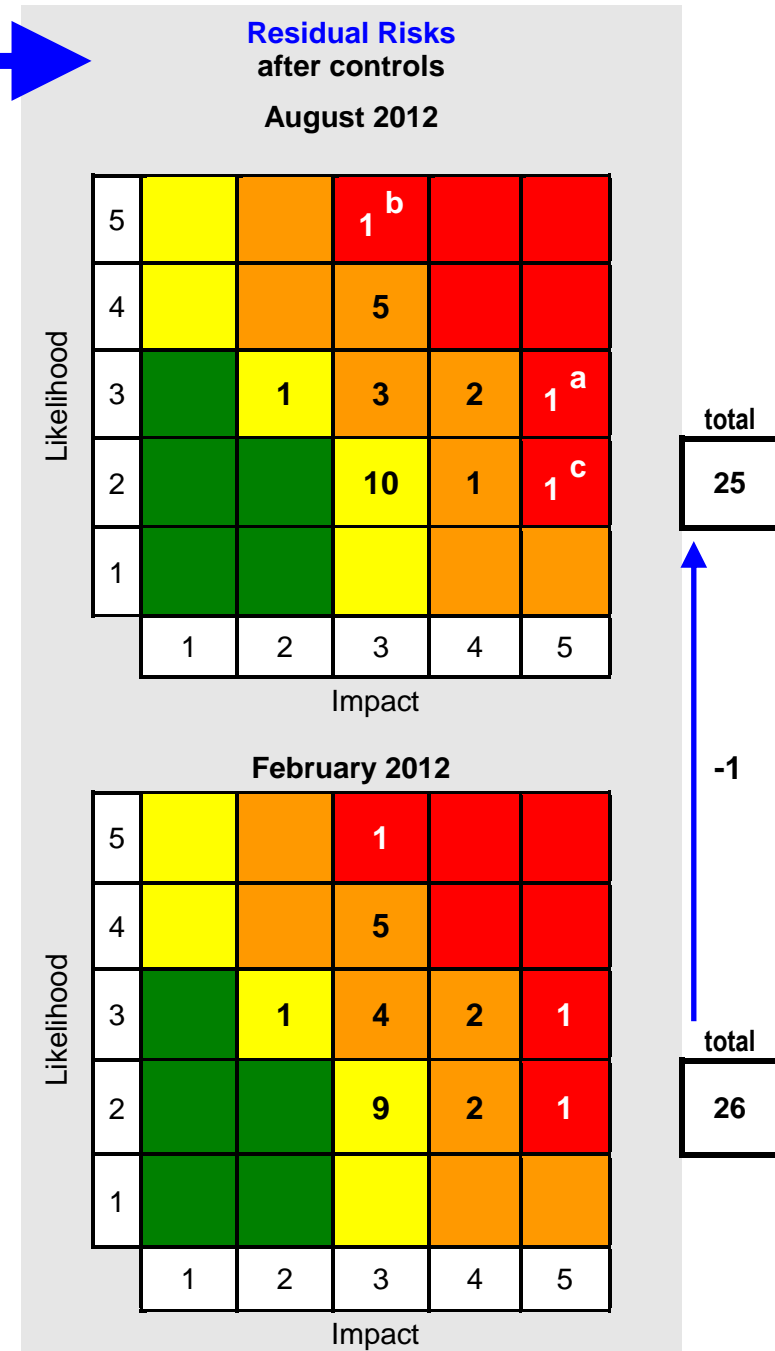 Residual Risks
after controls
August 2012
5 1 b
4 5
3 1 3 2 1 a
2 10 1 1 c
1
1 2 3 4 5
Likelihood
Impact
total
25
-1
February 2012
5 1
4 5
3 1 4 2 1
2 9 2 1
1
1 2 3 4 5
Likelihood
Impact
total
26